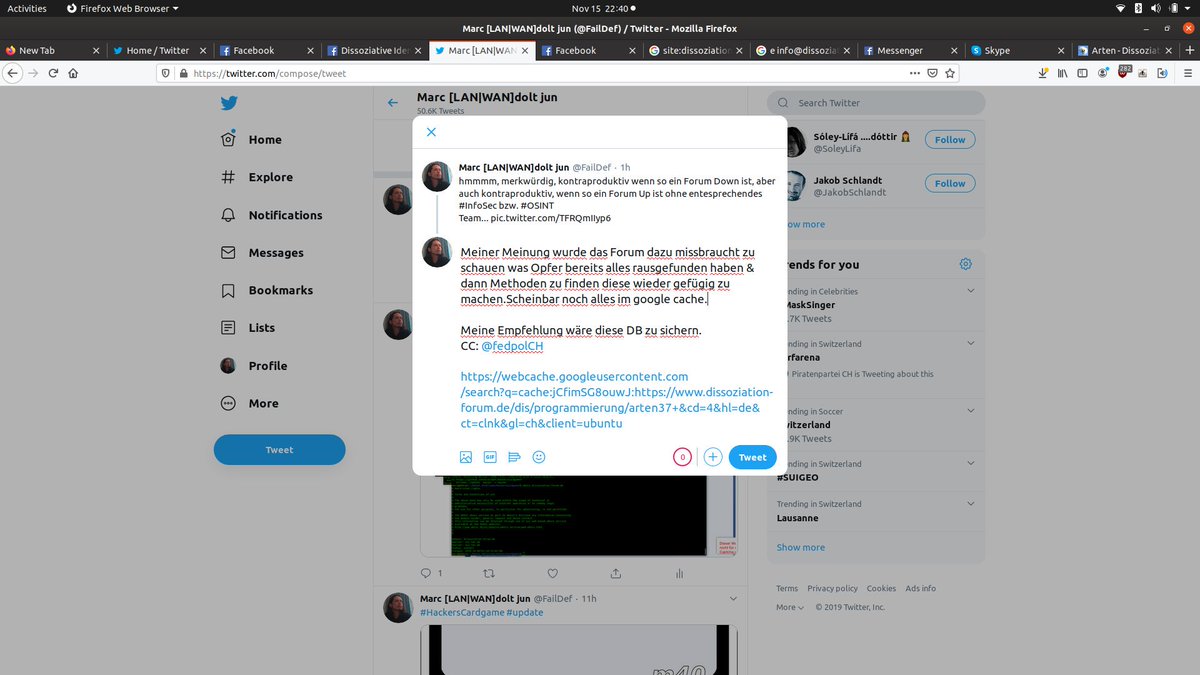 Activities
Firefox Web Browser
Nov 15 22:40
Marc [LAN|WAN]dolt jun (@FailDef) / Twitter - Mozilla Firefox
New Tab
Home / Twitter
Facebook
Dissoziative Ide
Marc [LAN|WAN
Facebook
site:dissoziation
e info@dissozia
Messenger
Skype
Arten - Dissoziat
https://twitter.com/compose/tweet
282
Home
Explore
Notifications
Messages
Bookmarks
Lists
Profile
More
Tweet
Marc [LAN|WAN]dolt jun
50.6K Tweets
Marc [LAN|WAN]dolt jun @FailDef · 1h
hmmmm, merkwürdig, kontraproduktiv wenn so ein Forum Down ist, aber
auch kontraproduktiv, wenn so ein Forum Up ist ohne entesprechendes
#InfoSec bzw. #OSINT
Team... pic.twitter.com/TFRQmIIyp6
Meiner Meinung wurde das Forum dazu missbraucht zu
schauen was Opfer bereits alles rausgefunden haben &
dann Methoden zu finden diese wieder gefügig zu
machen.Scheinbar noch alles im google cache.
Meine Empfehlung wäre diese DB zu sichern.
CC: @fedpolCH
https://webcache.googleusercontent.com
/search?q=cache:jCfimSG8ouwJ:https://www.dissoziation-
forum.de/dis/programmierung/arten37+&cd=4&hl=de&
ct=clnk&gl=ch&client=ubuntu
GIF
0
Tweet
1
Marc [LAN|WAN]dolt jun @FailDef · 11h
#HackersCardgame #update
Search Twitter
Sóley-Lífá ....dóttir
@SoleyLifa
Follow
Jakob Schlandt
@JakobSchlandt
Follow
ow more
rends for you
ending in Celebrities
MaskSinger
.7K Tweets
ending in Switzerland
rfarena
Piratenpartei CH is Tweeting about this
ending in Soccer
vitzerland
.9K Tweets
ending in Switzerland
#SUIGEO
Trending in Switzerland
Lausanne
Show more
Terms Privacy policy Cookies Ads info
More © 2019 Twitter, Inc.